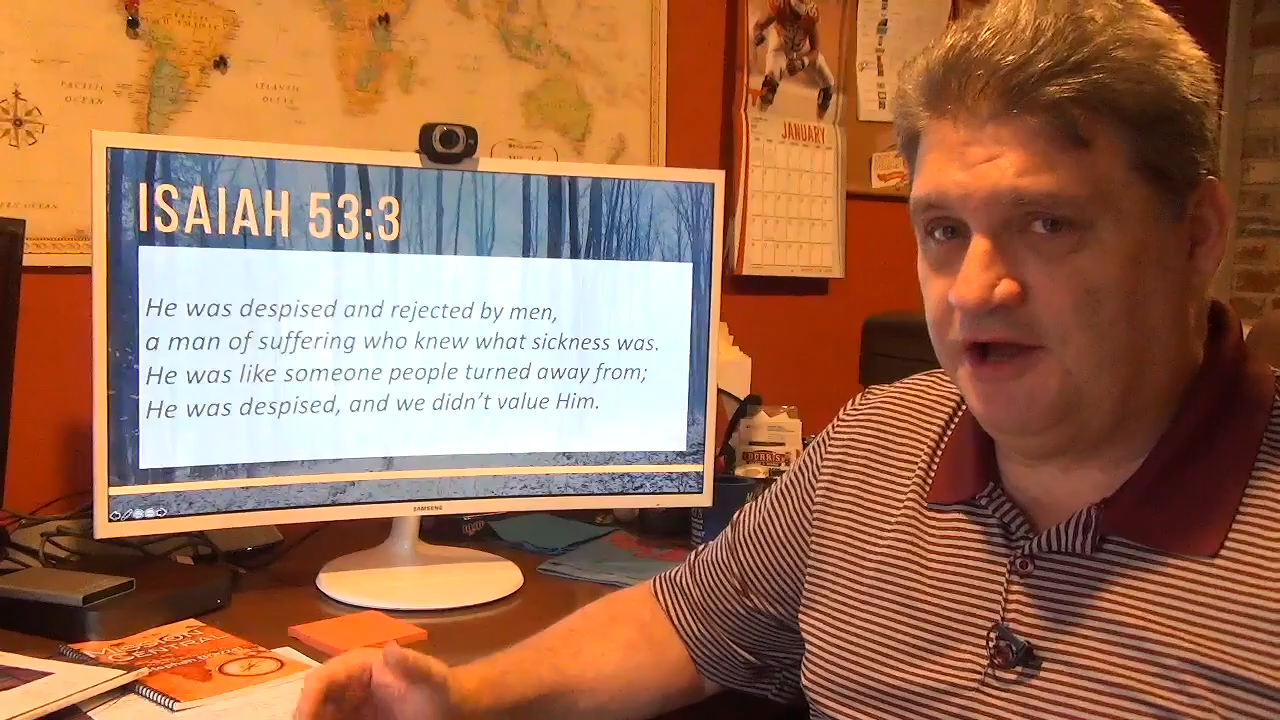 PACIFIC
OCEAN
ATLANTIC
OCEAN
JANUARY
ISAIAH 53:3
He was despised and rejected by men,
a man of suffering who knew what sickness was.
He was like someone people turned away from;
He was despised, and we didn't value Him.
SAMSUNG
MISSION
CENTRAL